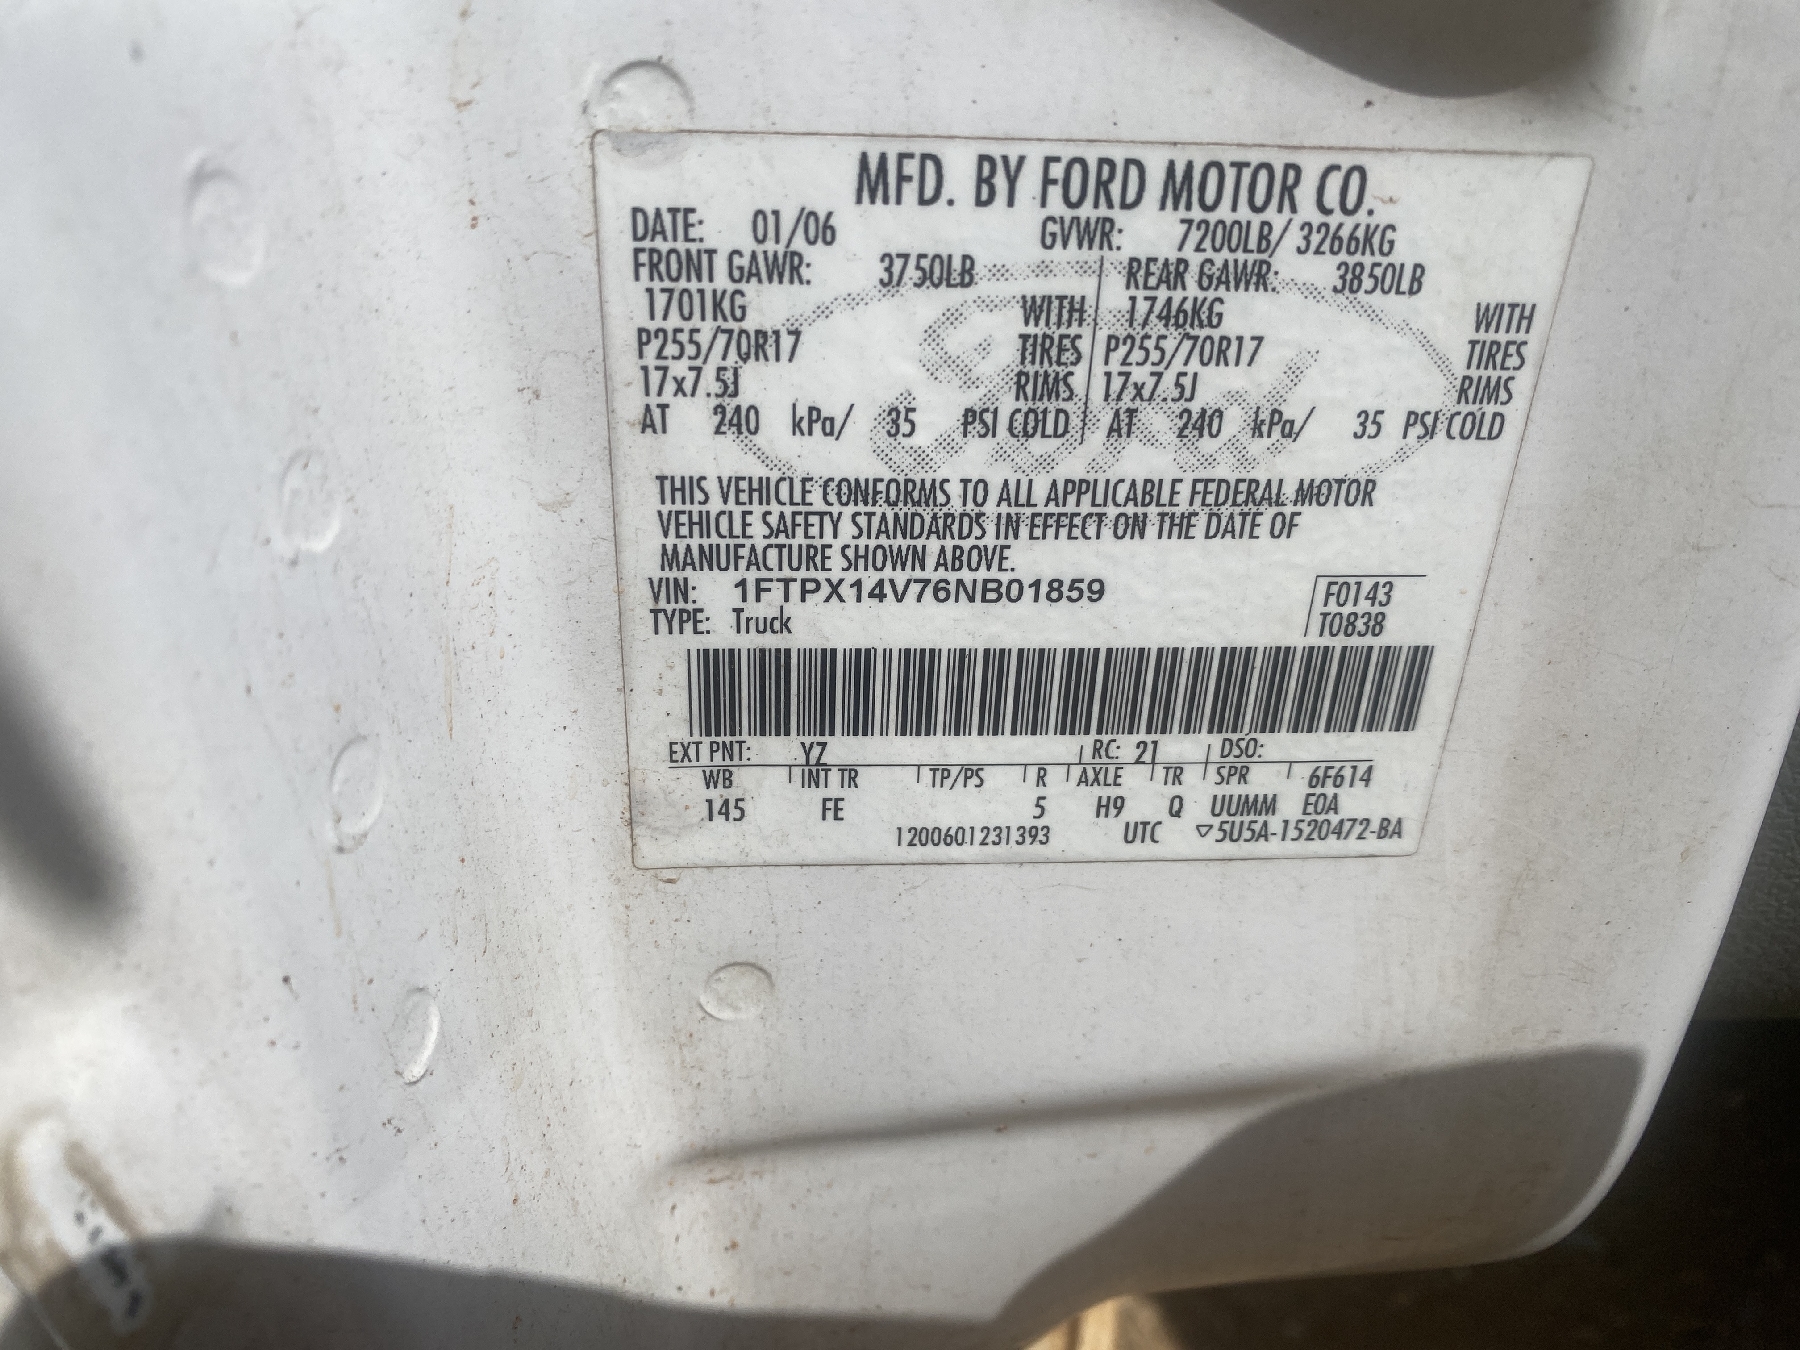 MFD. BY FORD MOTOR CO.
DATE: 01/06 GVWR: 7200LB/ 3266KG
FRONT GAWR: 3750LB REAR GAWR: 3850LB
1701KG WITH 1746KG WITH
P255/70R17 TIRES P255/70R17 TIRES
17x7.5J RIMS 17x7.5J RIMS
AT 240 kPa/ 35 PSI COLD AT 240 kPa/ 35 PSI COLD
Ford
THIS VEHICLE CONFORMS TO ALL APPLICABLE FEDERAL MOTOR
VEHICLE SAFETY STANDARDS IN EFFECT ON THE DATE OF
MANUFACTURE SHOWN ABOVE.
VIN: 1FTPX14V76NB01859 F0143
TYPE: Truck T0838
EXT PNT: YZ RC: 21 DSO:
WB INT TR TP/PS R AXLE TR SPR 6F614
145 FE 5 H9 Q UUMM EOA
1200601231393 UTC ▽5U5A-1520472-BA